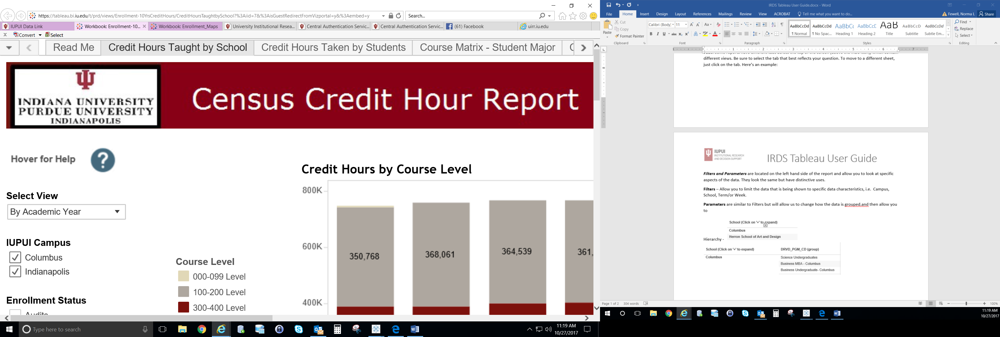 https://tableau.bi.iu.edu/t/prd/views/Enrollment-10YrsCreditHours/CreditHoursTaughtbySchool?%3Aiid=7&%3AisGuestRedirectFromVizportal=y&%3Aembed=y
Search...
IUPUI Data Link
Workbook: Enrollment-10...
Workbook: Enrollment_Maps
University Institutional Resea...
Central Authentication Servic...
Central Authentication Servic...
(61) Facebook
uirr.iu.edu
x Convert Select
Read Me
Credit Hours Taught by School
Credit Hours Taken by Students
Course Matrix - Student Major
INDIANA UNIVERSITY
PURDUE UNIVERSITY
INDIANAPOLIS
Census Credit Hour Report
Hover for Help
?
Select View
By Academic Year
IUPUI Campus
Columbus
Indianapolis
Enrollment Status
Audits
Course Level
000-099 Level
100-200 Level
300-400 Level
Credit Hours by Course Level
800K
600K
400K
350,768
368,061
364,539
361,
Type here to search
11:19 AM
10/27/2017
IRDS Tableau User Guide.docx - Word
File Home Insert Design Layout References Mailings Review View ACROBAT Tell me what you want to do...
Fewell, Norma L Share
Paste
Cut
Copy
Format Painter
Clipboard
Calibri (Body) 11
Font
Paragraph
AaBbCcDd AaBbCcDd AaBbCc AaBbCcC AaB AaBbCcD AaBbCcDd
¶ Normal ¶ No Spac... Heading 1 Heading 2 Title Subtitle Subtle Em...
Styles
Find
Replace
Select
Editing
different views. Be sure to select the tab that best reflects your question. To move to a different sheet,
just click on the tab. Here's an example:
IUPUI
INSTITUTIONAL RESEARCH
AND DECISION SUPPORT
IRDS Tableau User Guide
Filters and Parameters are located on the left hand side of the report and allow you to look at specific
aspects of the data. They look the same but have distinctive uses.
Filters – Allow you to limit the data that is being shown to specific data characteristics, i.e. Campus,
School, Term/or Week.
Parameters are similar to Filters but will allow us to change how the data is grouped.and then allow you
to
School (Click on '+' to expand)
Columbus
Herron School of Art and Design
Hierarchy -
School (Click on '+' to expand) DRVD_PGM_CD (group)
Columbus Science Undergraduates
Business MBA - Columbus
Business Undergraduate- Columbus
Page 1 of 2 304 words
100%
11:19 AM
10/27/2017